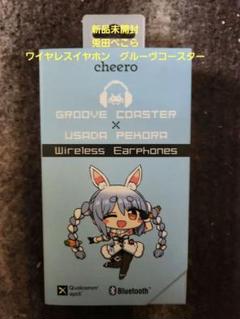 新品未開封
兎田ぺこら
ワイヤレスイヤホン グルーヴコースター
cheero
GROOVE COASTER
×
USADA PEKORA
Wireless Earphones
Qualcomm
aptX
Bluetooth